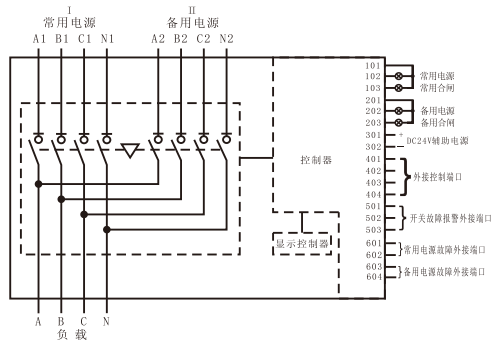 I II
常用电源 备用电源
A1 B1 C1 N1 A2 B2 C2 N2
101
102 常用电源
103 常用合闸
201
202 备用电源
203 备用合闸
301 +
302 — DC24V辅助电源
控制器
401
402
403 外接控制端口
404
501
502 开关故障报警外接端口
503
显示控制器
601
602 常用电源故障外接端口
603
604 备用电源故障外接端口
A B C N
负 载